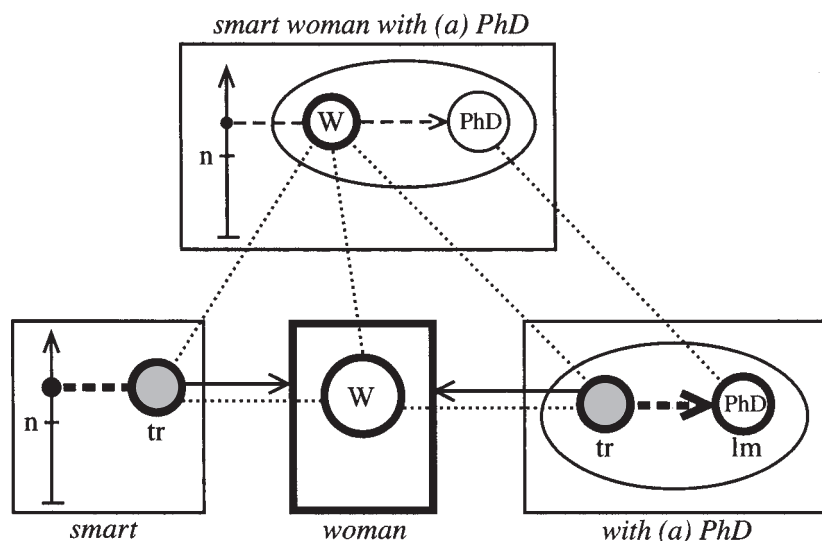 smart woman with (a) PhD
W
PhD
n
W
PhD
n
tr
tr
lm
smart
woman
with (a) PhD